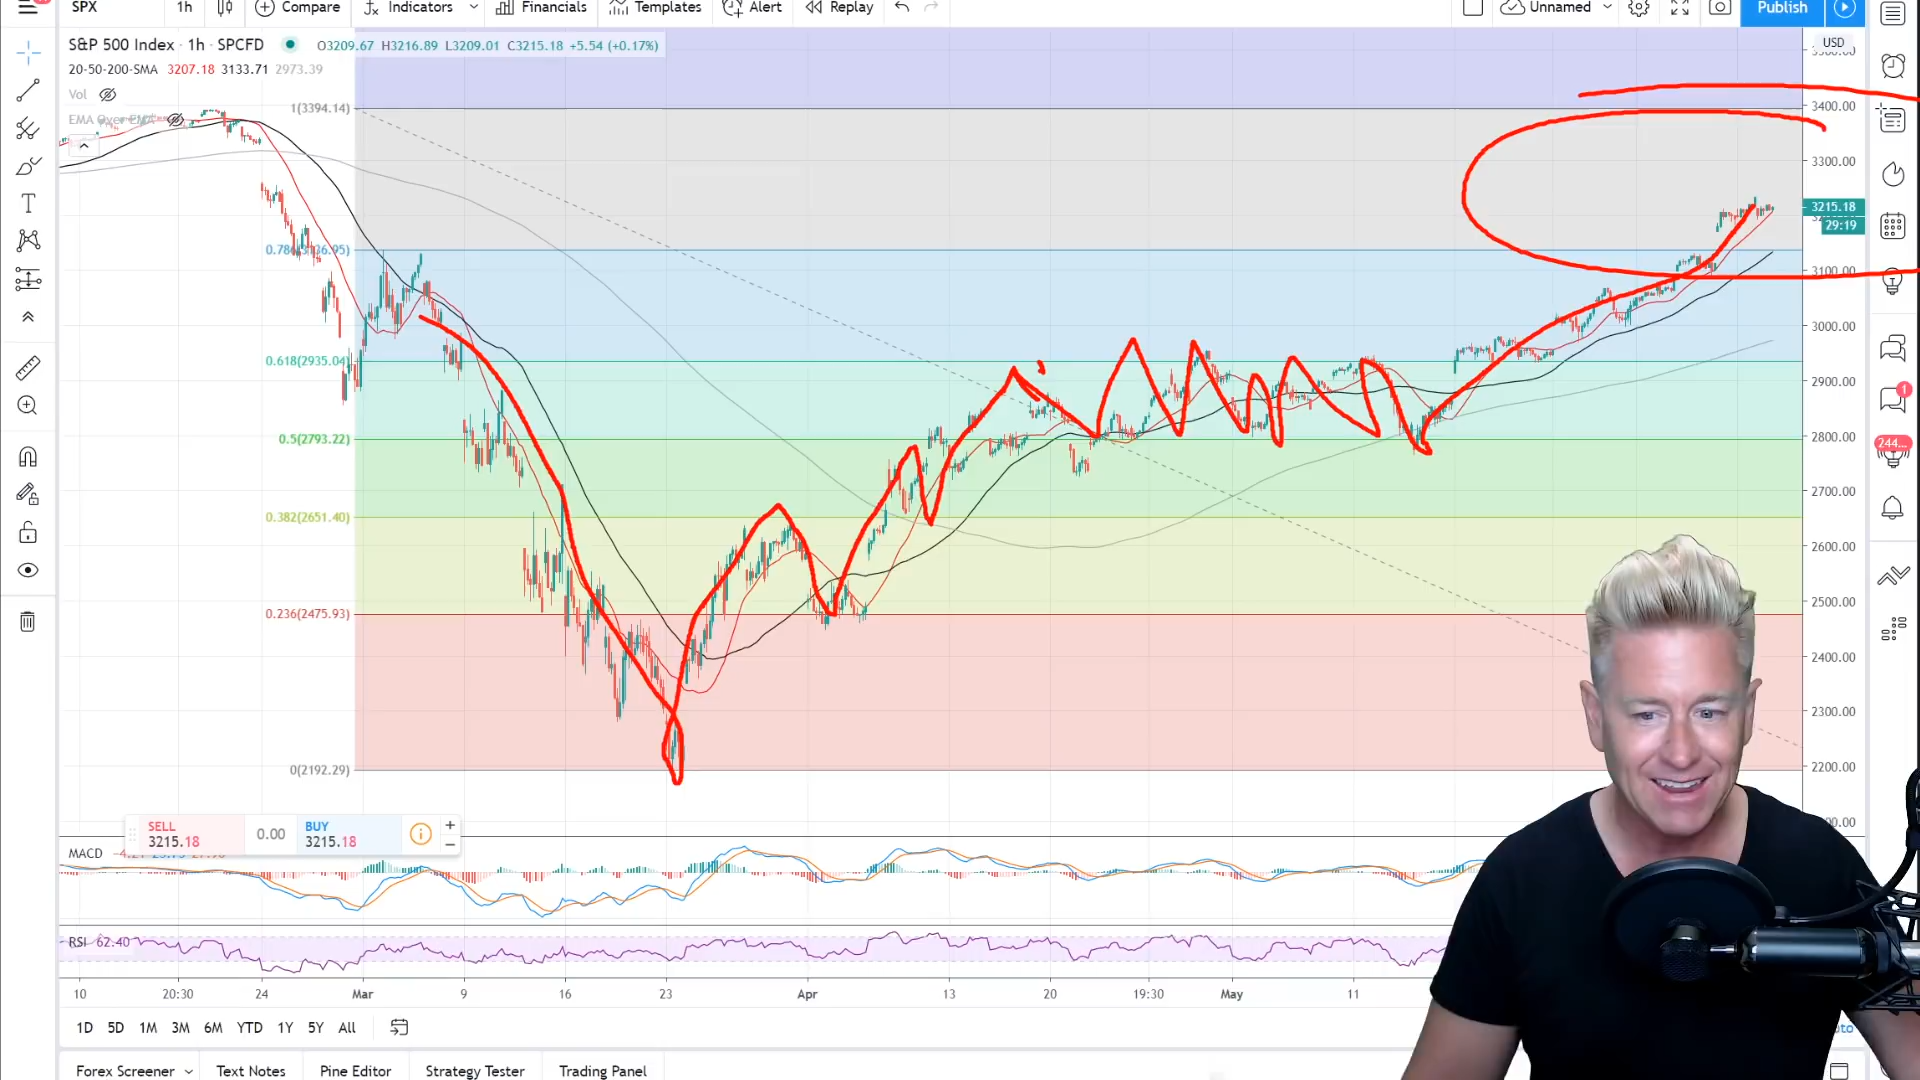 SPX 1h Compare Indicators Financials Templates Alert Replay Unnamed Publish
S&P 500 Index · 1h · SPCFD O3209.67 H3216.89 L3209.01 C3215.18 +5.54 (+0.17%) USD
20-50-200-SMA 3207.18 3133.71 2973.39
Vol
1(3394.14) 3400.00
EMA Over EMA
3300.00
3215.18
29:19
3100.00
3000.00
0.618(2935.04)
2900.00
0.5(2793.22) 2800.00
2700.00
0.382(2651.40)
2600.00
0.236(2475.93) 2500.00
2400.00
2300.00
0(2192.29) 2200.00
1
244...
SELL 0.00 BUY
3215.18 3215.18
MACD
RSI 62.40
10 20:30 24 Mar 9 16 23 Apr 13 20 19:30 May 11
1D 5D 1M 3M 6M YTD 1Y 5Y All
Forex Screener Text Notes Pine Editor Strategy Tester Trading Panel